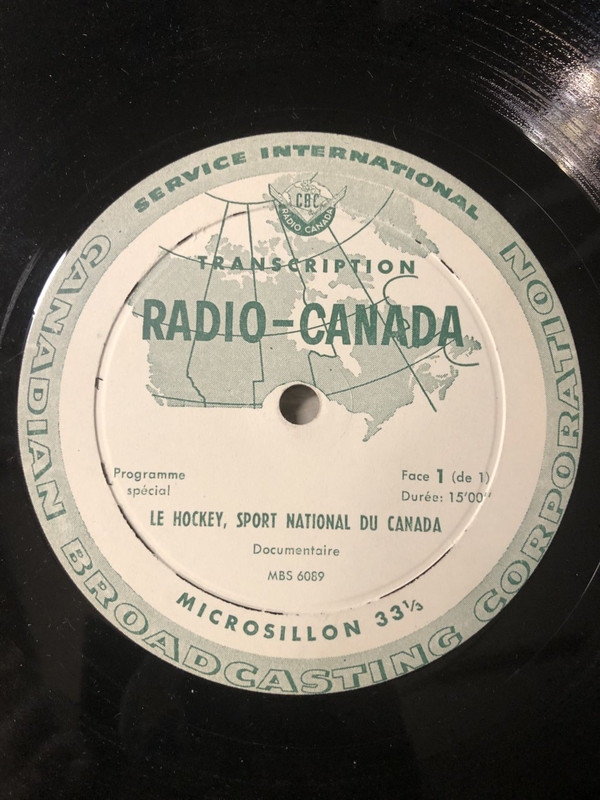 SERVICE INTERNATIONAL
CBC
RADIO CANADA
TRANSCRIPTION
RADIO-CANADA
Programme
spécial
Face 1 (de 1)
Durée: 15'00"
LE HOCKEY, SPORT NATIONAL DU CANADA
Documentaire
MBS 6089
MICROSILLON 33⅓
CANADIAN BROADCASTING CORPORATION